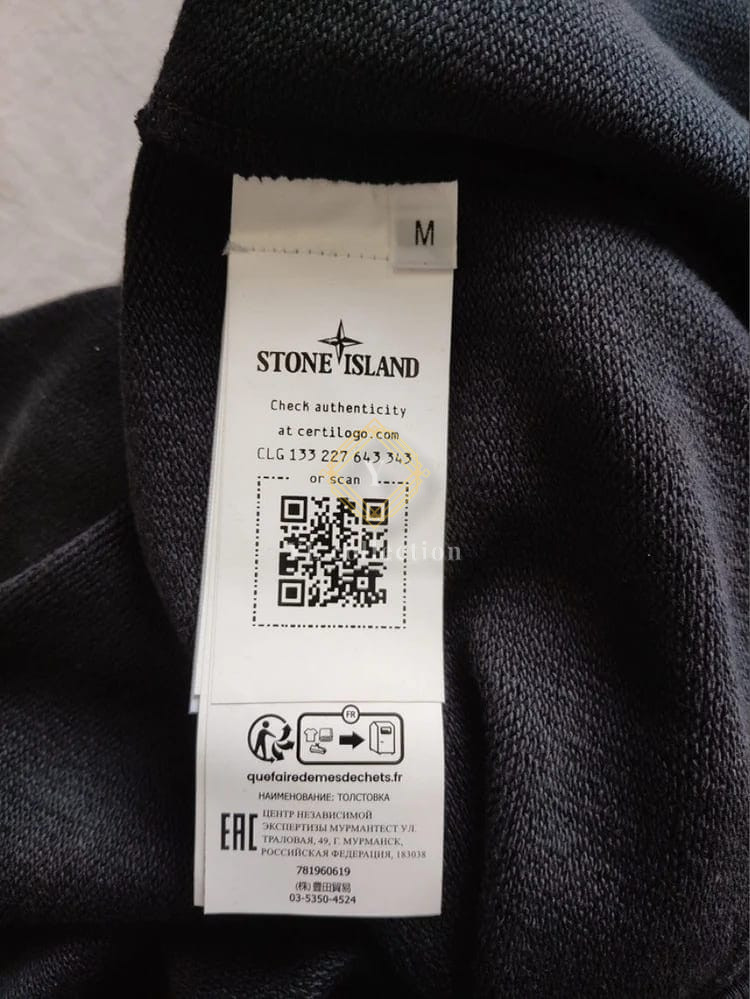 M
STONE ISLAND
Check authenticity
at certilogo.com
CLG 133 227 643 343
or scan
FR
quefairedemesdechets.fr
НАИМЕНОВАНИЕ: ТОЛСТОВКА
EAC
ЦЕНТР НЕЗАВИСИМОЙ
ЭКСПЕРТИЗЫ МУРМАНТЕСТ УЛ.
ТРАЛОВАЯ, 49, Г. МУРМАНСК,
РОССИЙСКАЯ ФЕДЕРАЦИЯ, 183038
781960619
(株) 豊田貿易
03-5350-4524